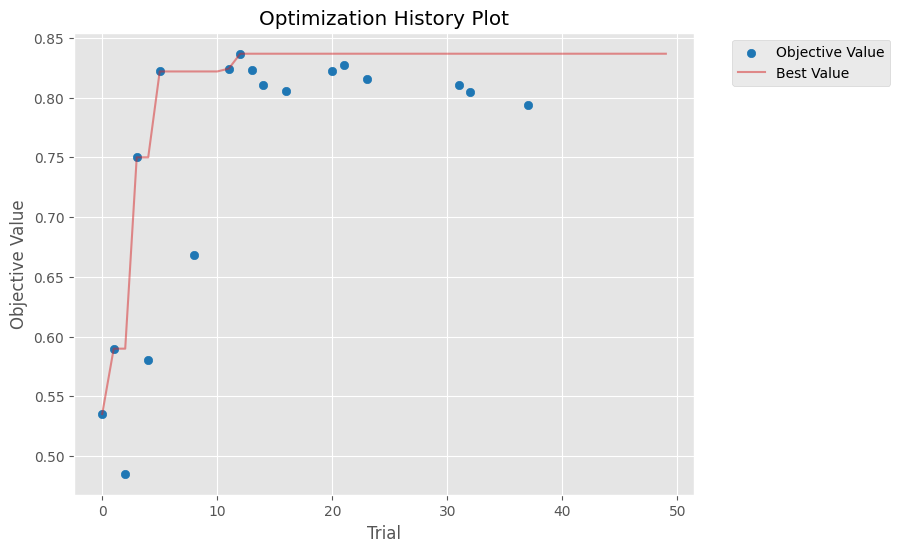 Optimization History Plot
Objective Value
Best Value
Objective Value
0.85
0.80
0.75
0.70
0.65
0.60
0.55
0.50
0 10 20 30 40 50
Trial